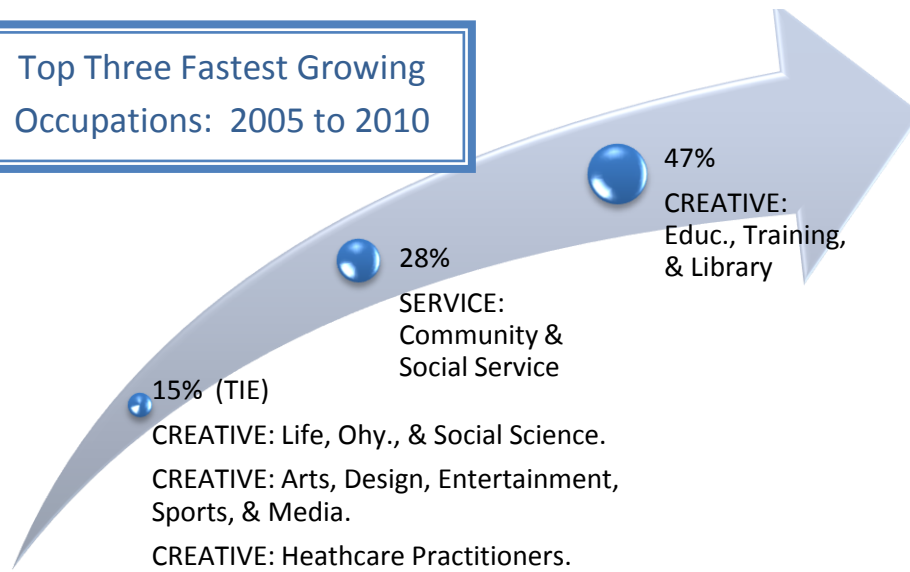 Top Three Fastest Growing
Occupations: 2005 to 2010
47%
CREATIVE:
Educ., Training,
& Library
28%
SERVICE:
Community &
Social Service
15% (TIE)
CREATIVE: Life, Ohy., & Social Science.
CREATIVE: Arts, Design, Entertainment,
Sports, & Media.
CREATIVE: Heathcare Practitioners.